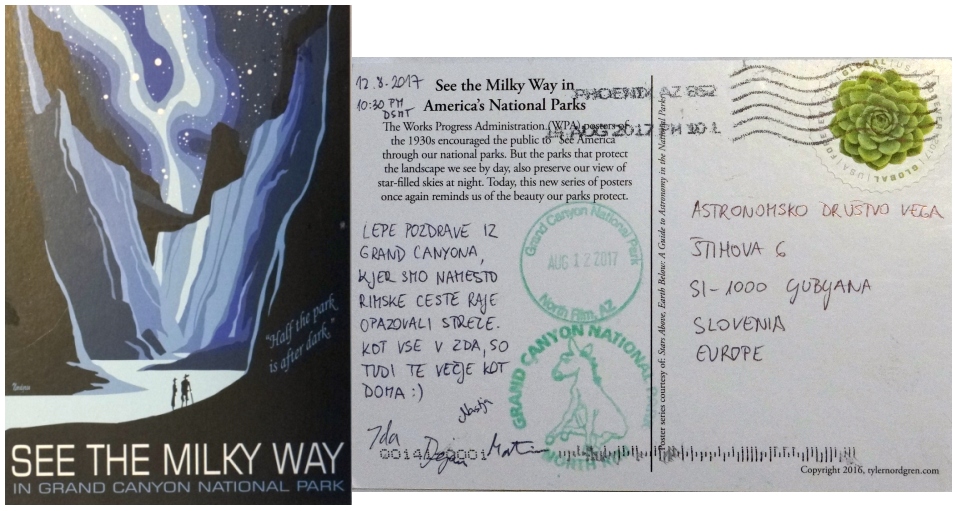 "Half the park
is after dark"
SEE THE MILKY WAY
IN GRAND CANYON NATIONAL PARK
12.8.2017
10:30 PM
See the Milky Way in
America's National Parks
The Works Progress Administration (WPA) posters of
the 1930s encouraged the public to "See America"
through our national parks. But the parks that protect
the landscape we see by day, also preserve our view of
star-filled skies at night. Today, this new series of posters
once again reminds us of the beauty our parks protect.
PHOENIX AZ 852
14 AUG 2017 PM 10 L
GLOBAL USA
FOREVER 2017
LEPE POZDRAVE IZ
GRAND CANYONA,
KJER SMO NAMESTO
RIMSKE CESTE RAJE
OPAZOVALI STRELE.
KOT VSE V ZDA, SO
TUDI TE VEČJE KOT
DOMA :)
Nastja
Ida Dejan Martin
Grand Canyon National Park
AUG 12 2017
North Rim, AZ
GRAND CANYON NATIONAL
NORTH
Poster series courtesy of: Stars Above, Earth Below: A Guide to Astronomy in the National Parks
ASTRONOMSKO DRUŠTVO VEGA
ŠTIHOVA 6
SI-1000 LJUBLJANA
SLOVENIA
EUROPE
Copyright 2016, tylernordgren.com